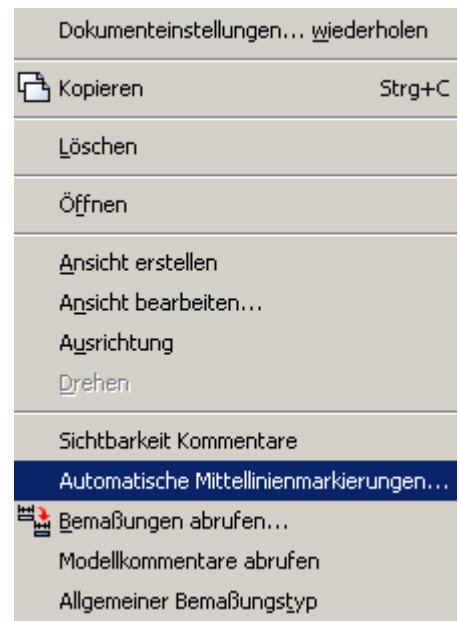 Dokumenteinstellungen... wiederholen
Kopieren Strg+C
Löschen
Öffnen
Ansicht erstellen
Ansicht bearbeiten...
Ausrichtung
Drehen
Sichtbarkeit Kommentare
Automatische Mittellinienmarkierungen...
Bemaßungen abrufen...
Modellkommentare abrufen
Allgemeiner Bemaßungstyp